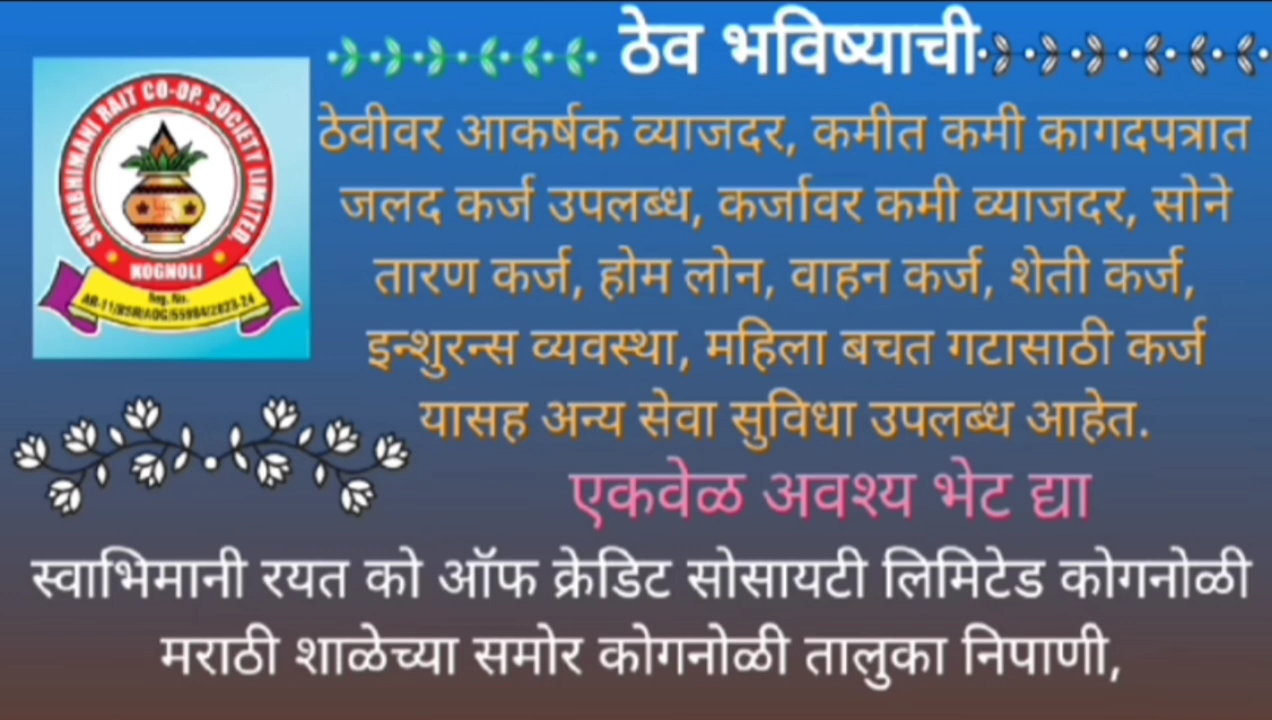 ठेव भविष्याची
SWABHIMANI RAIT CO-OP. SOCIETY LIMITED,
KOGNOLI
Reg. No.
ठेवीवर आकर्षक व्याजदर, कमीत कमी कागदपत्रात
जलद कर्ज उपलब्ध, कर्जावर कमी व्याजदर, सोने
तारण कर्ज, होम लोन, वाहन कर्ज, शेती कर्ज,
इन्शुरन्स व्यवस्था, महिला बचत गटासाठी कर्ज
यासह अन्य सेवा सुविधा उपलब्ध आहेत.
एकवेळ अवश्य भेट द्या
स्वाभिमानी रयत को ऑफ क्रेडिट सोसायटी लिमिटेड कोगनोळी
मराठी शाळेच्या समोर कोगनोळी तालुका निपाणी,